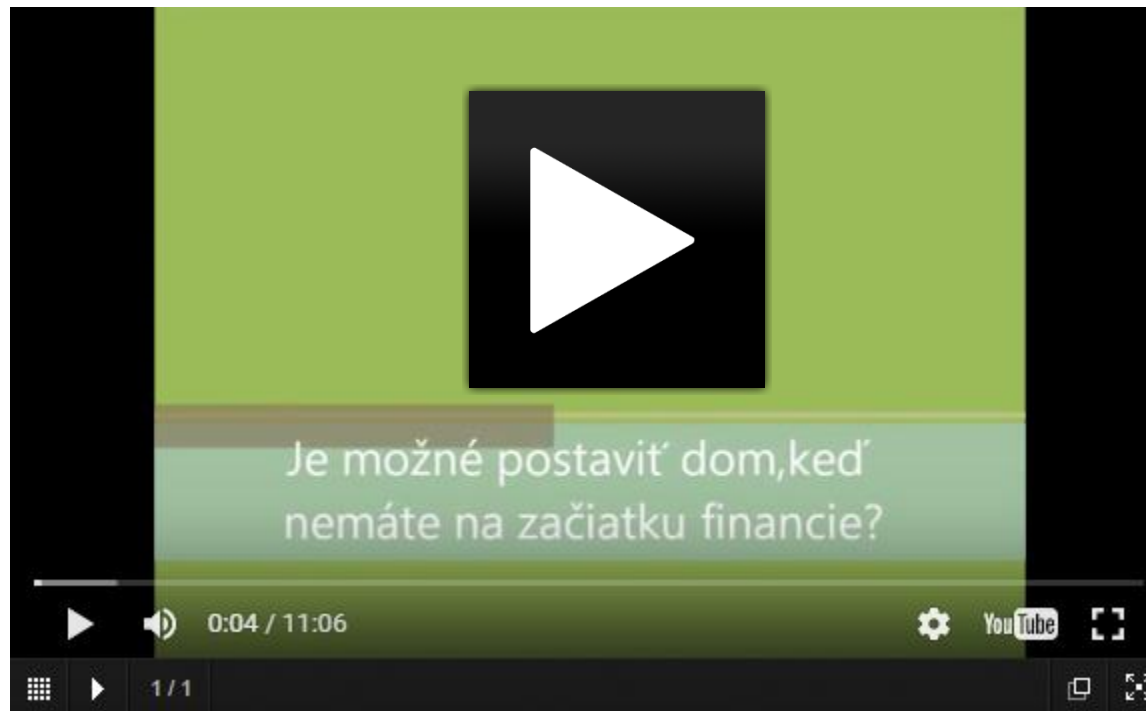 Je možné postaviť dom,keď
nemáte na začiatku financie?
0:04 / 11:06
YouTube
1 / 1